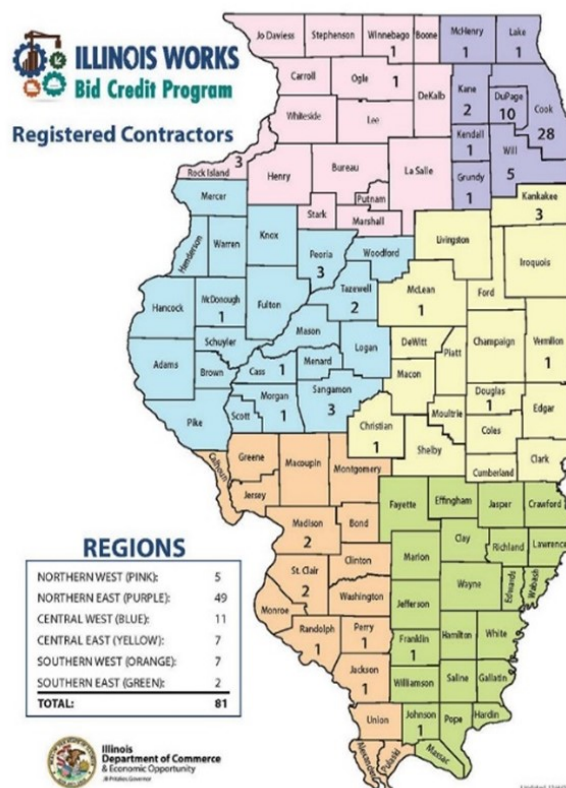 ILLINOIS WORKS
Bid Credit Program
Registered Contractors
Jo Daviess
Stephenson
Winnebago
1
Boone
McHenry
1
Lake
1
Carroll
Ogle
1
DeKalb
Kane
2
DuPage
10
Cook
28
Whiteside
Lee
Kendall
1
Will
5
Rock Island
3
Henry
Bureau
Putnam
La Salle
Grundy
1
Kankakee
3
Mercer
Stark
Marshall
Livingston
Iroquois
Henderson
Warren
Knox
Peoria
3
Woodford
Tazewell
2
McLean
1
Ford
Hancock
McDonough
1
Fulton
Mason
Logan
DeWitt
Piatt
Champaign
Vermilion
1
Schuyler
Adams
Brown
Cass
1
Menard
Macon
Douglas
1
Edgar
Pike
Scott
Morgan
1
Sangamon
3
Christian
1
Moultrie
Coles
Shelby
Cumberland
Clark
Calhoun
Greene
Jersey
Macoupin
Montgomery
Fayette
Effingham
Jasper
Crawford
Madison
2
Bond
Clay
Richland
Lawrence
Marion
St. Clair
2
Clinton
Wayne
Edwards
Wabash
Monroe
Washington
Jefferson
Randolph
1
Perry
1
Franklin
1
Hamilton
White
Jackson
1
Williamson
Saline
Gallatin
Union
Johnson
1
Pope
Hardin
Alexander
Pulaski
Massac
REGIONS
NORTHERN WEST (PINK): 5
NORTHERN EAST (PURPLE): 49
CENTRAL WEST (BLUE): 11
CENTRAL EAST (YELLOW): 7
SOUTHERN WEST (ORANGE): 7
SOUTHERN EAST (GREEN): 2
TOTAL: 81
Illinois
Department of Commerce
& Economic Opportunity
JB Pritzker, Governor